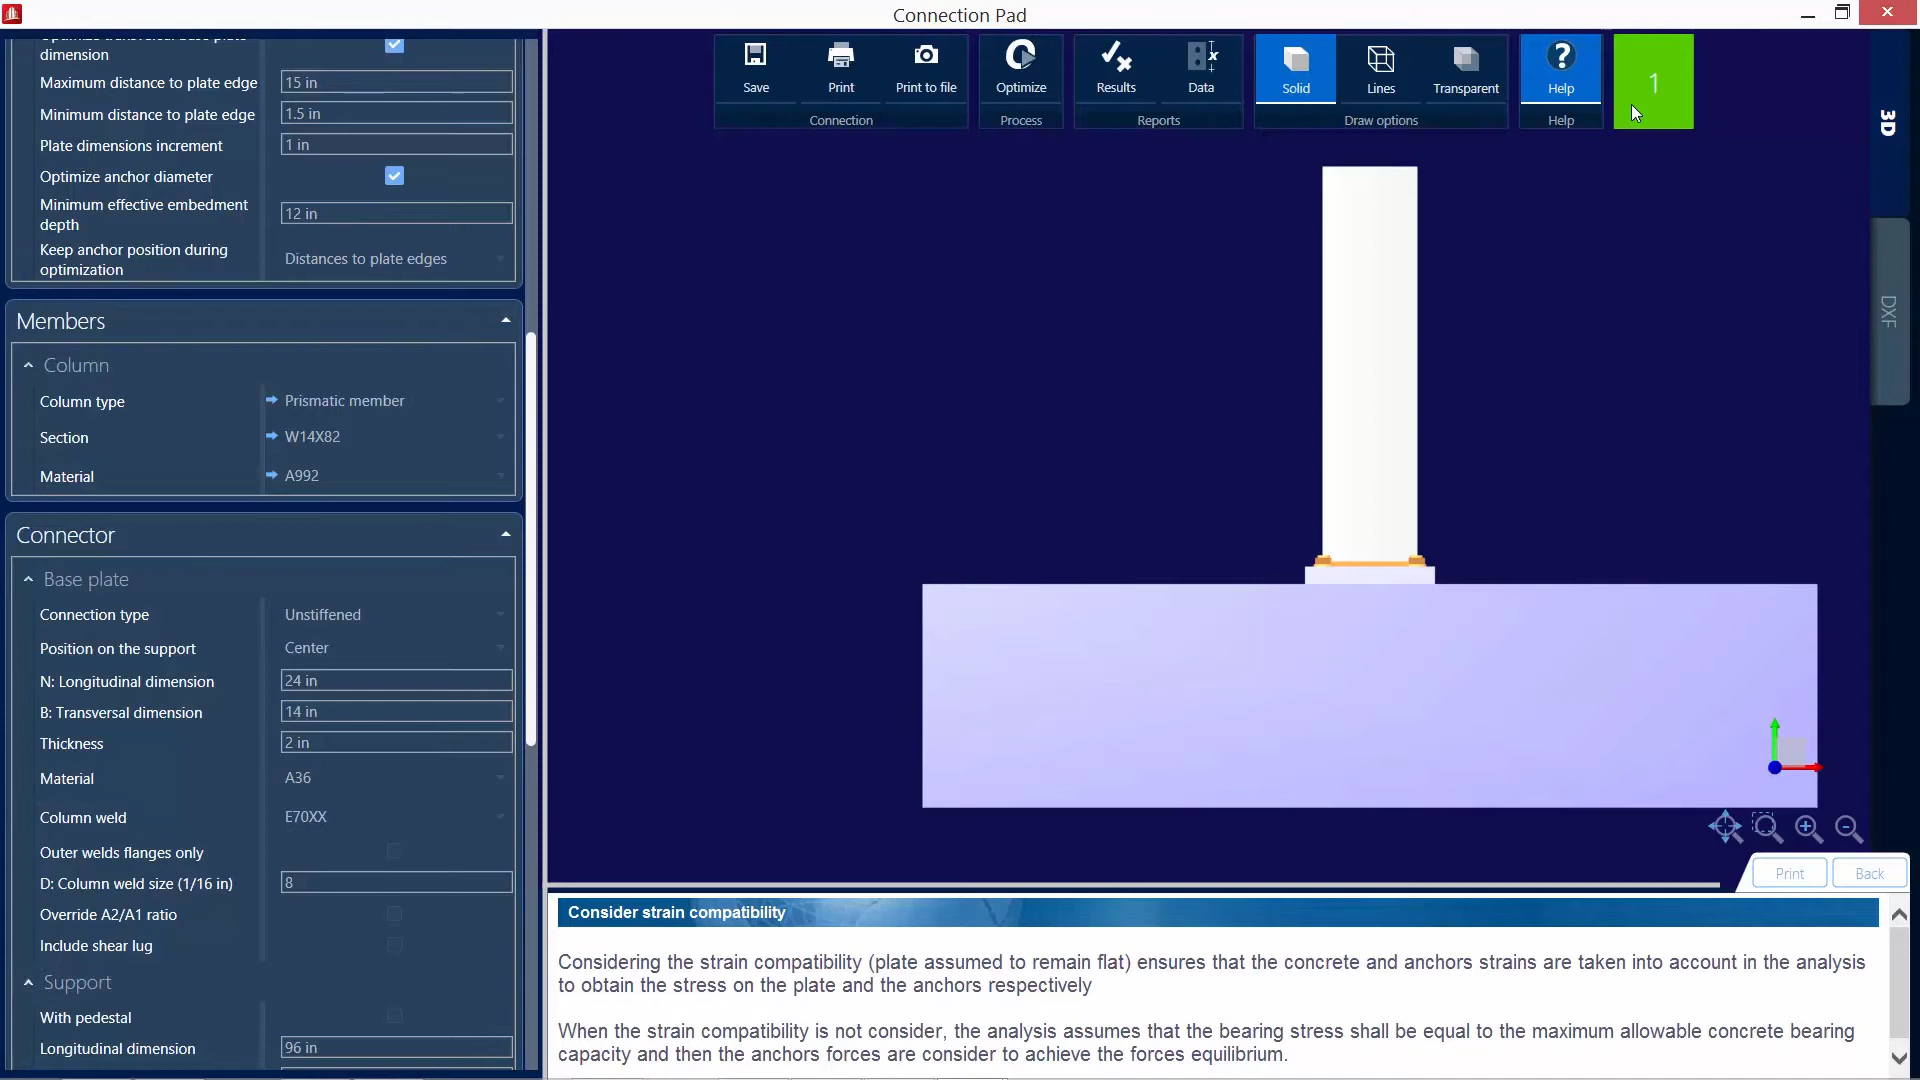 Connection Pad
Optimize transversal base plate
dimension
Maximum distance to plate edge
15 in
Minimum distance to plate edge
1.5 in
Plate dimensions increment
1 in
Optimize anchor diameter
Minimum effective embedment
depth
12 in
Keep anchor position during
optimization
Distances to plate edges
Members
Column
Column type
Prismatic member
Section
W14X82
Material
A992
Connector
Base plate
Connection type
Unstiffened
Position on the support
Center
N: Longitudinal dimension
24 in
B: Transversal dimension
14 in
Thickness
2 in
Material
A36
Column weld
E70XX
Outer welds flanges only
D: Column weld size (1/16 in)
8
Override A2/A1 ratio
Include shear lug
Support
With pedestal
Longitudinal dimension
96 in
Save
Print
Print to file
Connection
Optimize
Process
Results
Data
Reports
Solid
Lines
Transparent
Draw options
Help
Help
1
3D
DXF
Print
Back
Consider strain compatibility
Considering the strain compatibility (plate assumed to remain flat) ensures that the concrete and anchors strains are taken into account in the analysis
to obtain the stress on the plate and the anchors respectively
When the strain compatibility is not consider, the analysis assumes that the bearing stress shall be equal to the maximum allowable concrete bearing
capacity and then the anchors forces are consider to achieve the forces equilibrium.